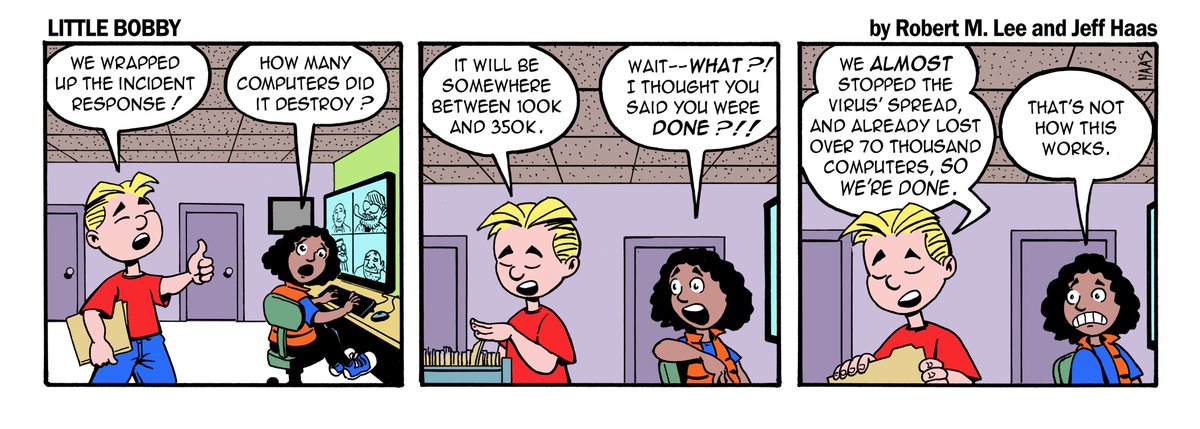 LITTLE BOBBY
by Robert M. Lee and Jeff Haas
WE WRAPPED
UP THE INCIDENT
RESPONSE!
HOW MANY
COMPUTERS DID
IT DESTROY?
IT WILL BE
SOMEWHERE
BETWEEN 100K
AND 350K.
WAIT--WHAT?!
I THOUGHT YOU
SAID YOU WERE
DONE?!!
WE ALMOST
STOPPED THE
VIRUS' SPREAD,
AND ALREADY LOST
OVER 70 THOUSAND
COMPUTERS, SO
WE'RE DONE.
THAT'S NOT
HOW THIS
WORKS.
HAAS